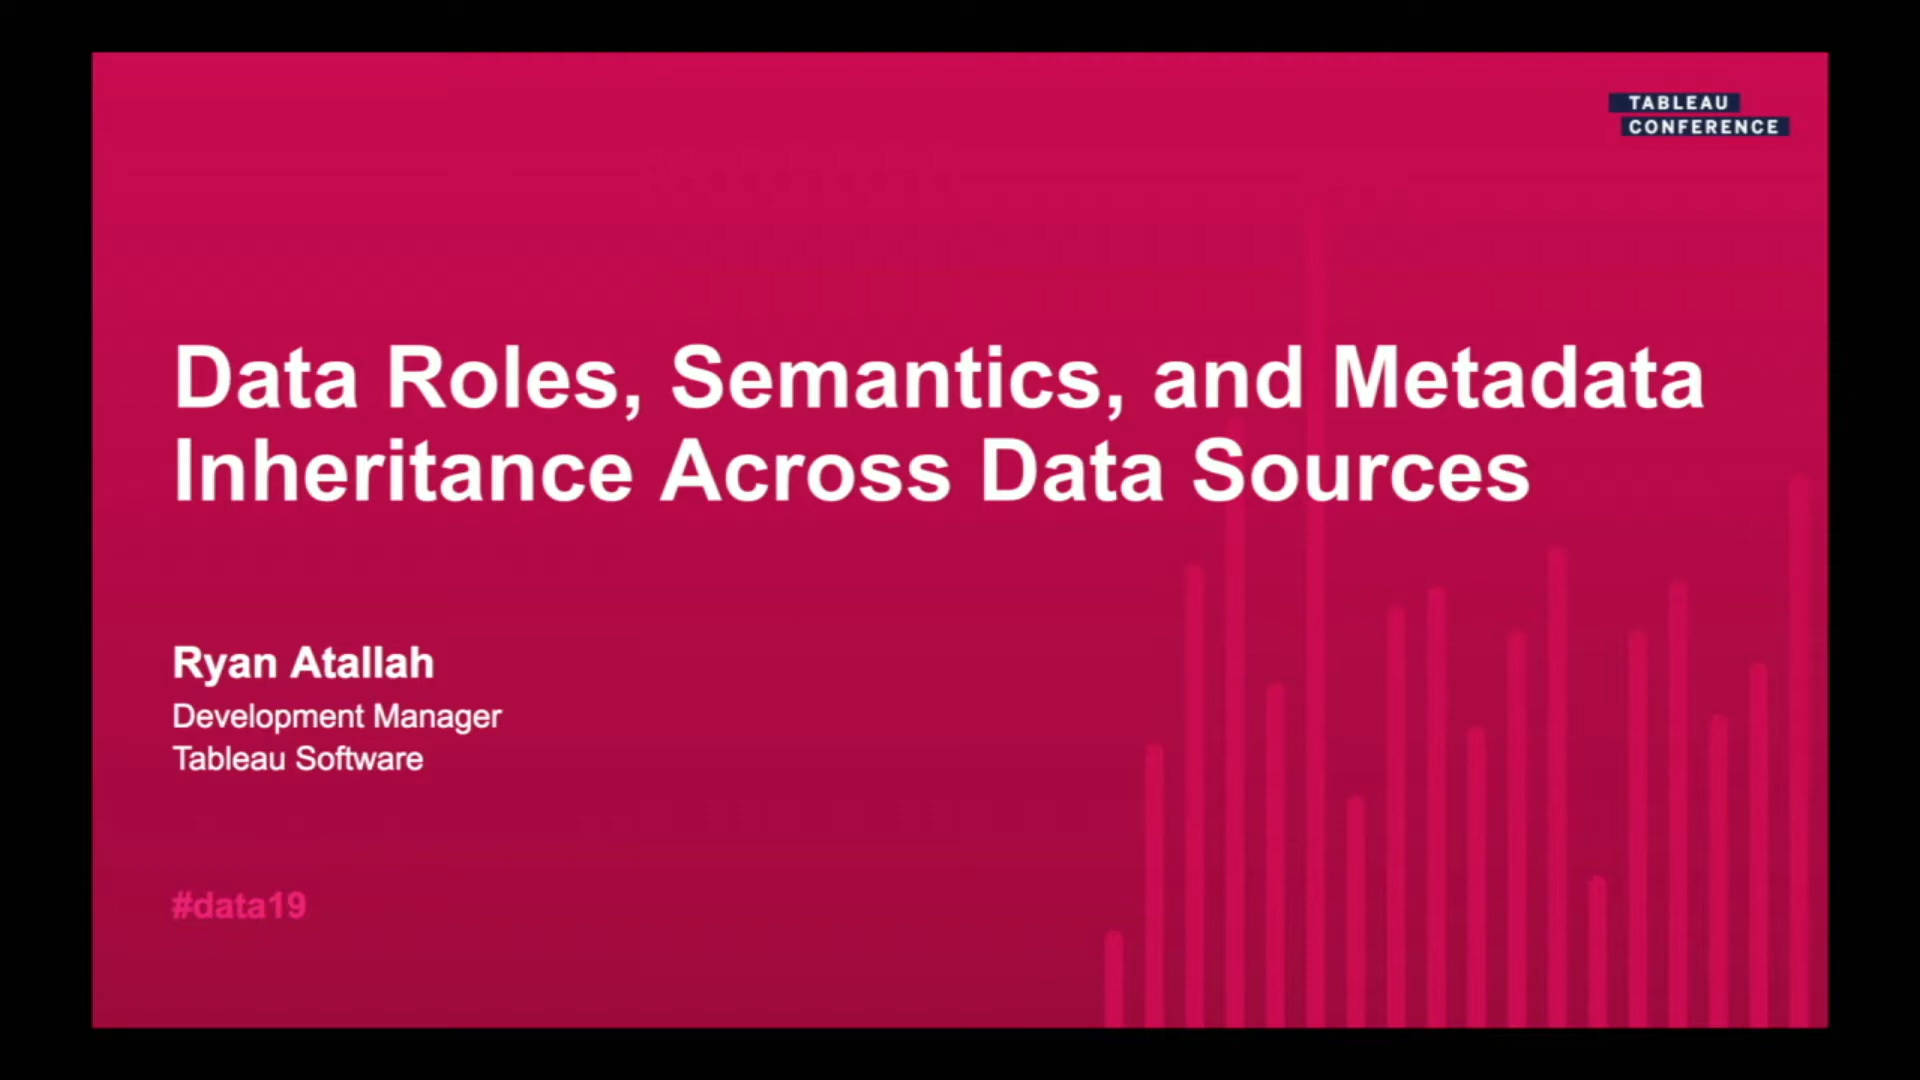 TABLEAU
CONFERENCE
Data Roles, Semantics, and Metadata
Inheritance Across Data Sources
Ryan Atallah
Development Manager
Tableau Software
#data19